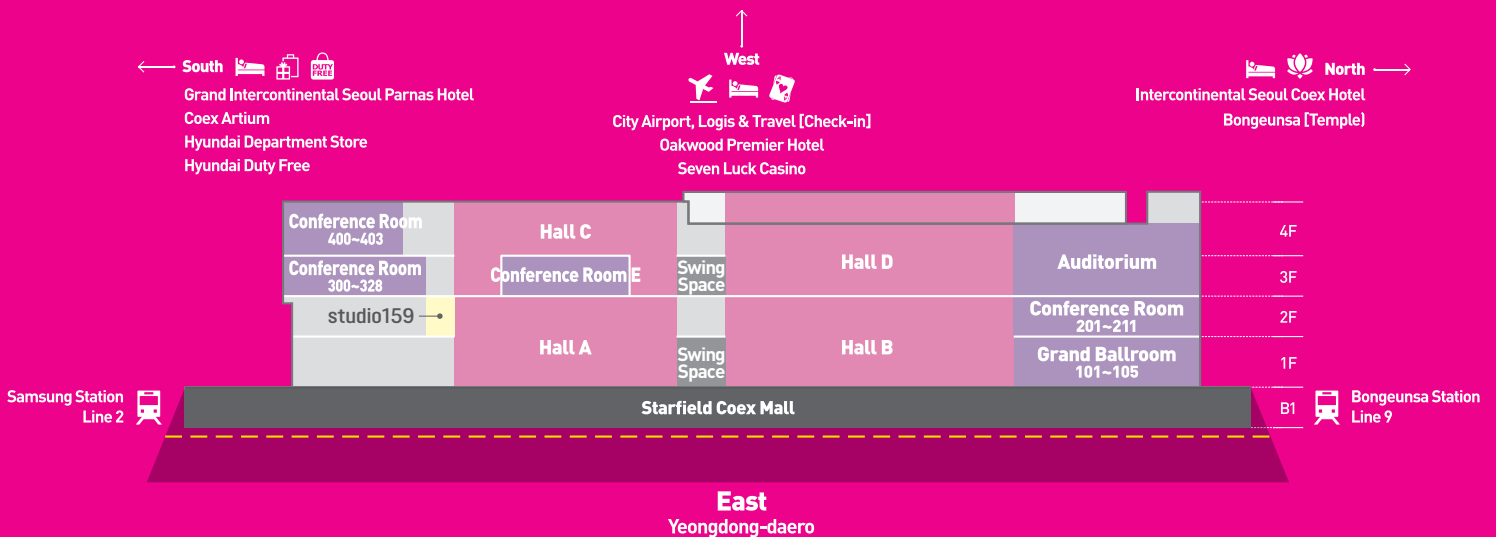 West
South
DUTY
FREE
North
Grand Intercontinental Seoul Parnas Hotel
Coex Artium
Hyundai Department Store
Hyundai Duty Free
City Airport, Logis & Travel [Check-in]
Oakwood Premier Hotel
Seven Luck Casino
Intercontinental Seoul Coex Hotel
Bongeunsa [Temple]
Conference Room
400~403
Hall C
4F
Conference Room
300~328
Conference Room E
Swing
Space
Hall D
Auditorium
3F
studio159
Conference Room
201~211
2F
Hall A
Swing
Space
Hall B
Grand Ballroom
101~105
1F
Samsung Station
Line 2
Starfield Coex Mall
B1
Bongeunsa Station
Line 9
East
Yeongdong-daero